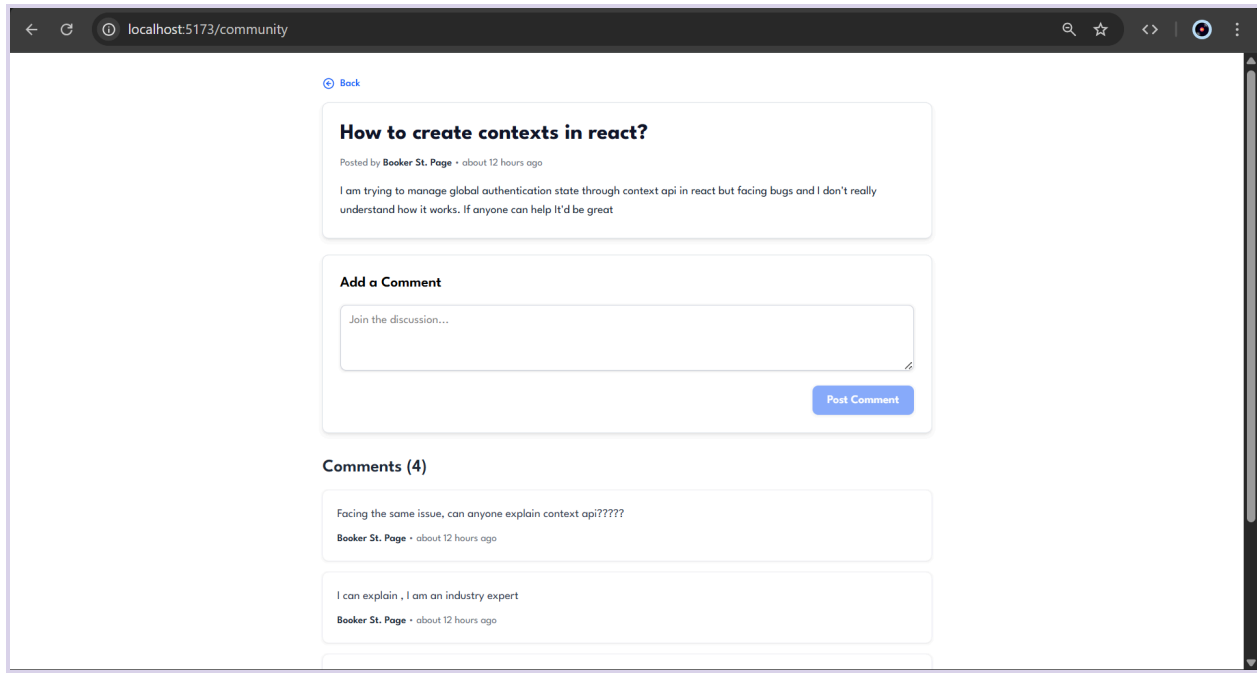 localhost:5173/community
Back
How to create contexts in react?
Posted by Booker St. Page • about 12 hours ago
I am trying to manage global authentication state through context api in react but facing bugs and I don't really
understand how it works. If anyone can help It'd be great
Add a Comment
Join the discussion...
Post Comment
Comments (4)
Facing the same issue, can anyone explain context api?????
Booker St. Page • about 12 hours ago
I can explain , I am an industry expert
Booker St. Page • about 12 hours ago